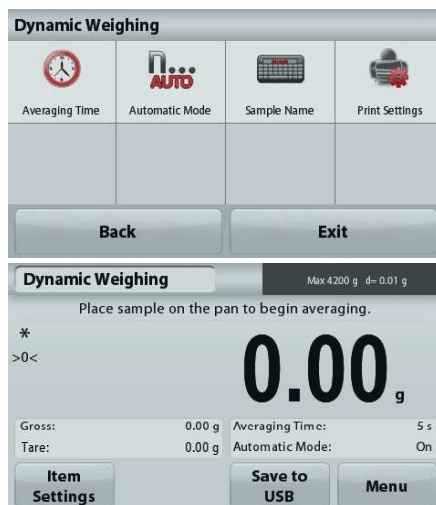 Dynamic Weighing
n...
AUTO
Averaging Time Automatic Mode Sample Name Print Settings
Back Exit
Dynamic Weighing Max 4200 g d= 0.01 g
Place sample on the pan to begin averaging.
*
>0<
0.00 g
Gross: 0.00 g Averaging Time: 5 s
Tare: 0.00 g Automatic Mode: On
Item Settings Save to USB Menu